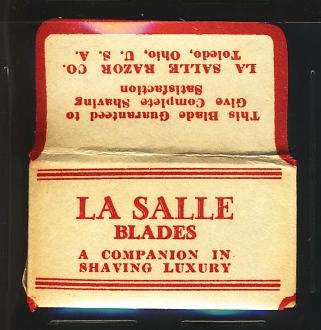 This Blade Guaranteed to
Give Complete Shaving
Satisfaction
LA SALLE RAZOR CO.
Toledo, Ohio, U. S. A.
LA SALLE
BLADES
A COMPANION IN
SHAVING LUXURY